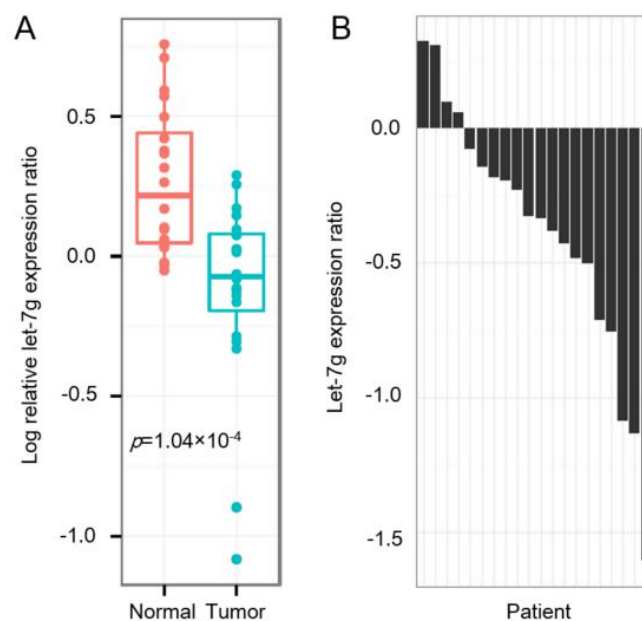 A
Log relative let-7g expression ratio
0.5
0.0
-0.5
-1.0
p=1.04×10-4
Normal Tumor
B
Let-7g expression ratio
0.0
-0.5
-1.0
-1.5
Patient